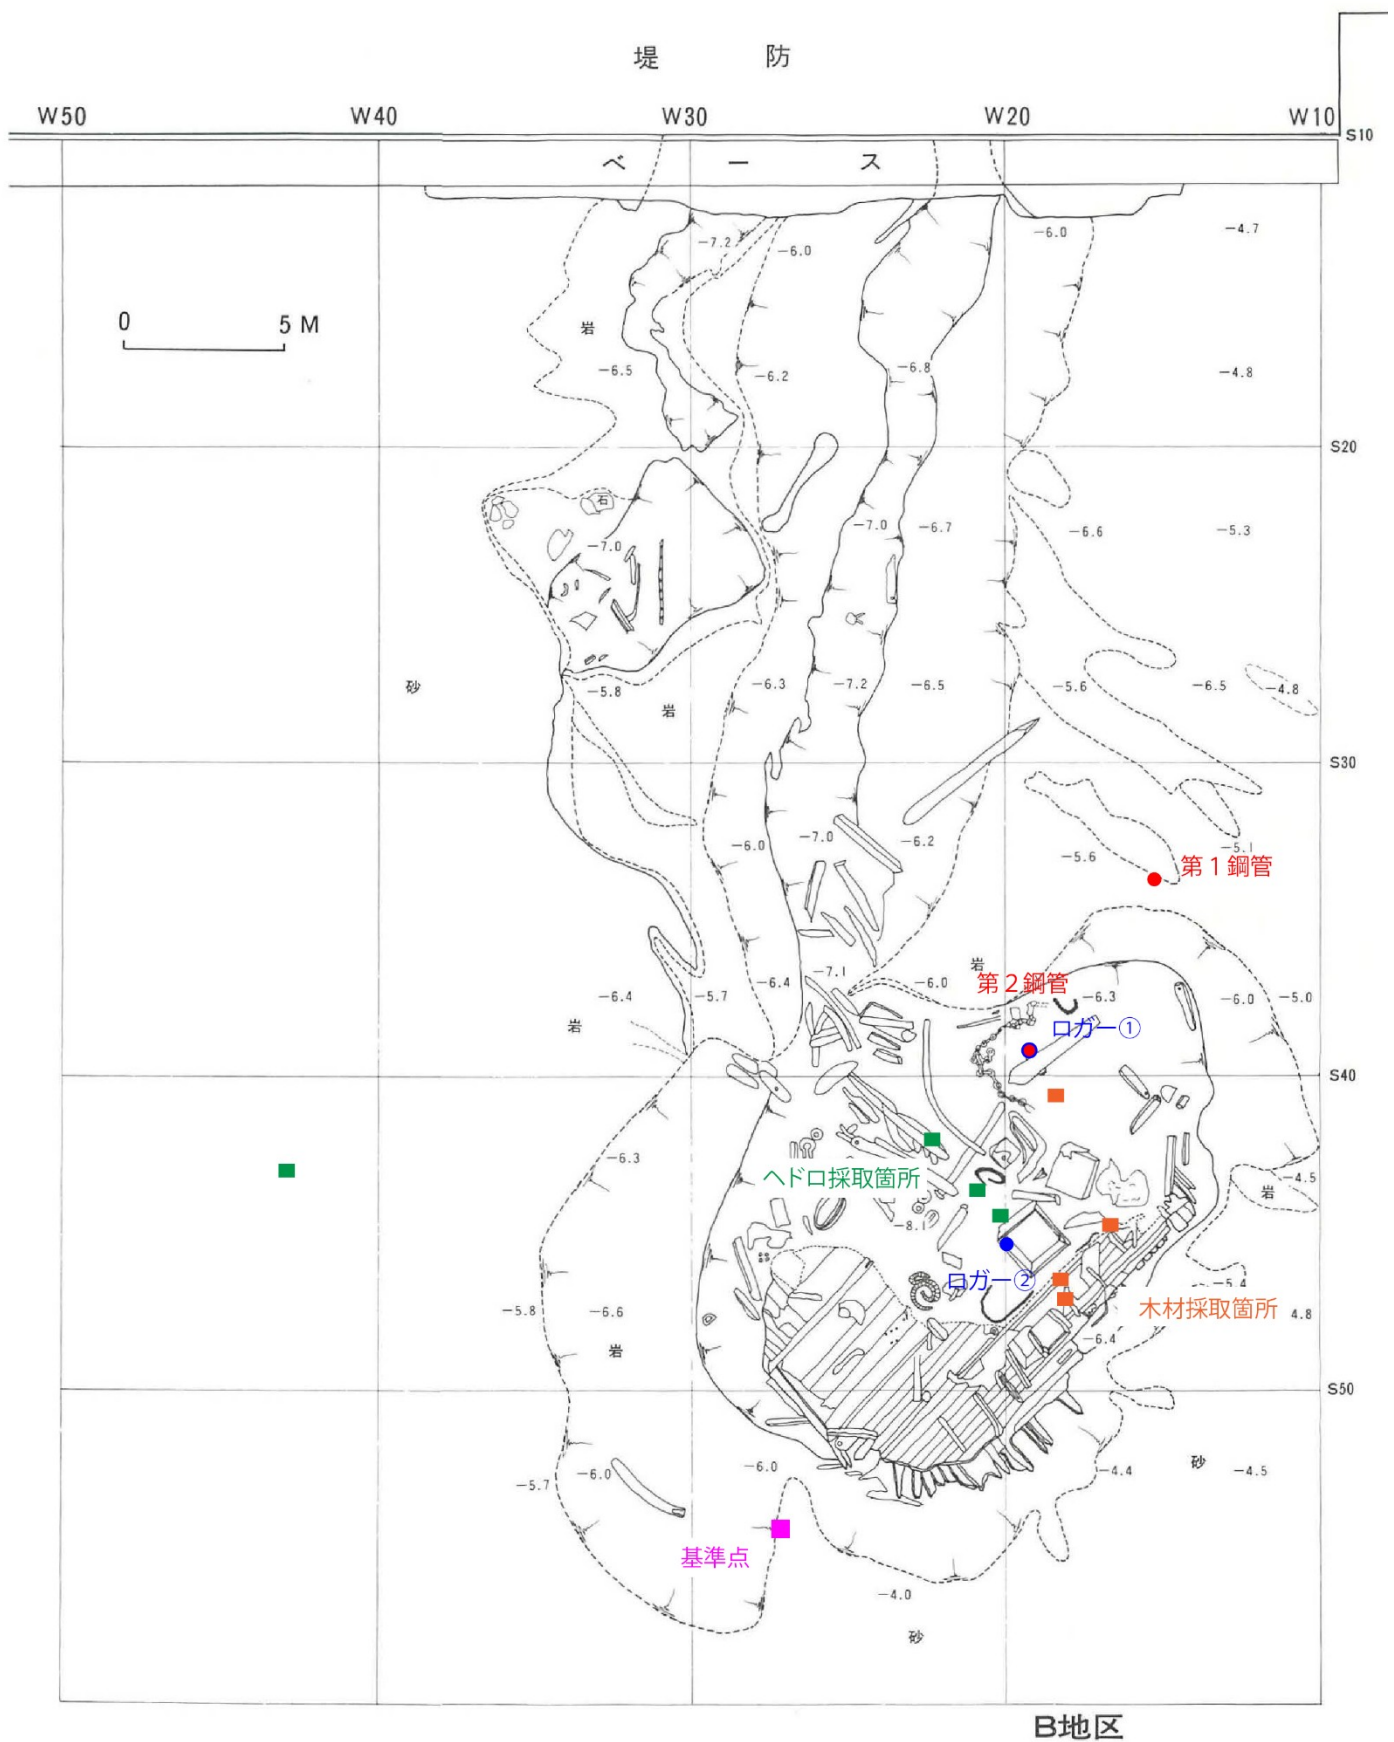 堤 防
W50 W40 W30 W20 W10
S10
ベ ー ス
-7.2 -6.0 -6.0 -4.7
0 5 M
岩
-6.5 -6.2 -6.8 -4.8
S20
石
-7.0 -7.0 -6.7 -6.6 -5.3
砂
-5.8 -6.3 -7.2 -6.5 -5.6 -6.5 -4.8
岩
S30
-6.0 -7.0 -6.2 -5.6 -5.1
第1鋼管
岩
-6.4 -5.7 -6.4 -7.1 -6.0 -6.3 -6.0 -5.0
第2鋼管
岩
ロガー①
S40
-6.3
ヘドロ採取箇所
-4.5
岩
-8.1
ロガー②
-5.4
-5.8 -6.6
木材採取箇所
4.8
-6.4
岩
S50
砂
-5.7 -6.0 -6.0 -4.4 -4.5
基準点
-4.0
砂
B地区